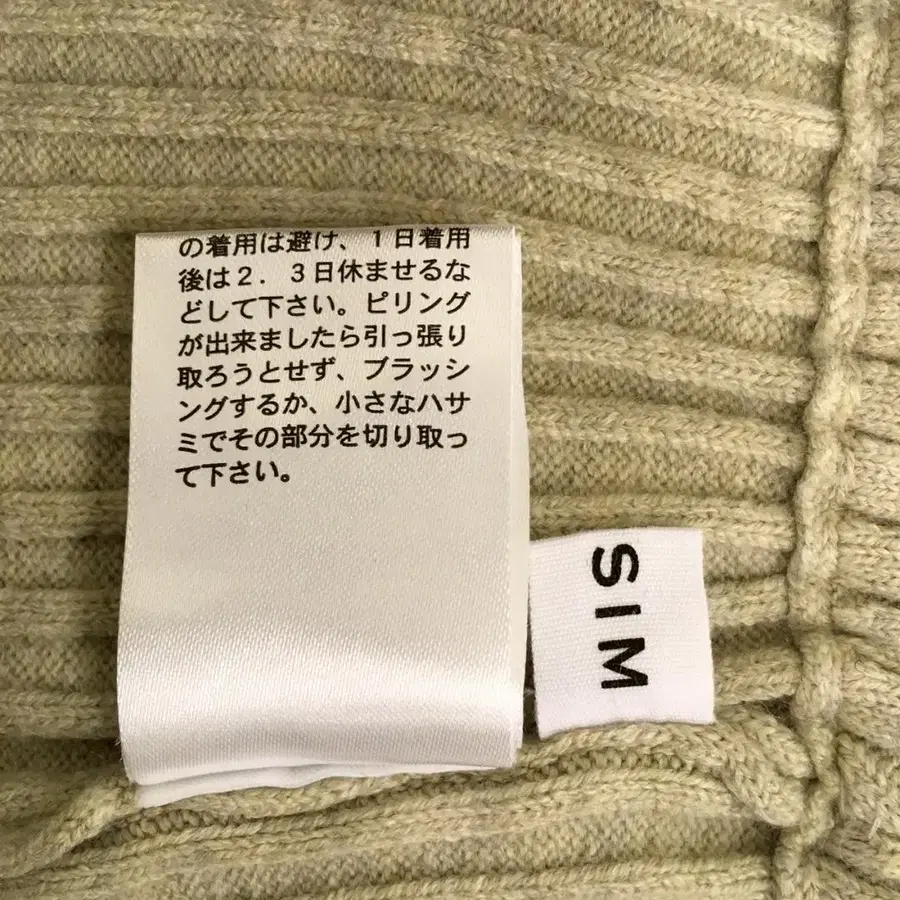 の着用は避け、１日着用
後は２．３日休ませるな
どして下さい。ピリング
が出来ましたら引っ張り
取ろうとせず、ブラッシ
ングするか、小さなハサ
ミでその部分を切り取っ
て下さい。
SIM